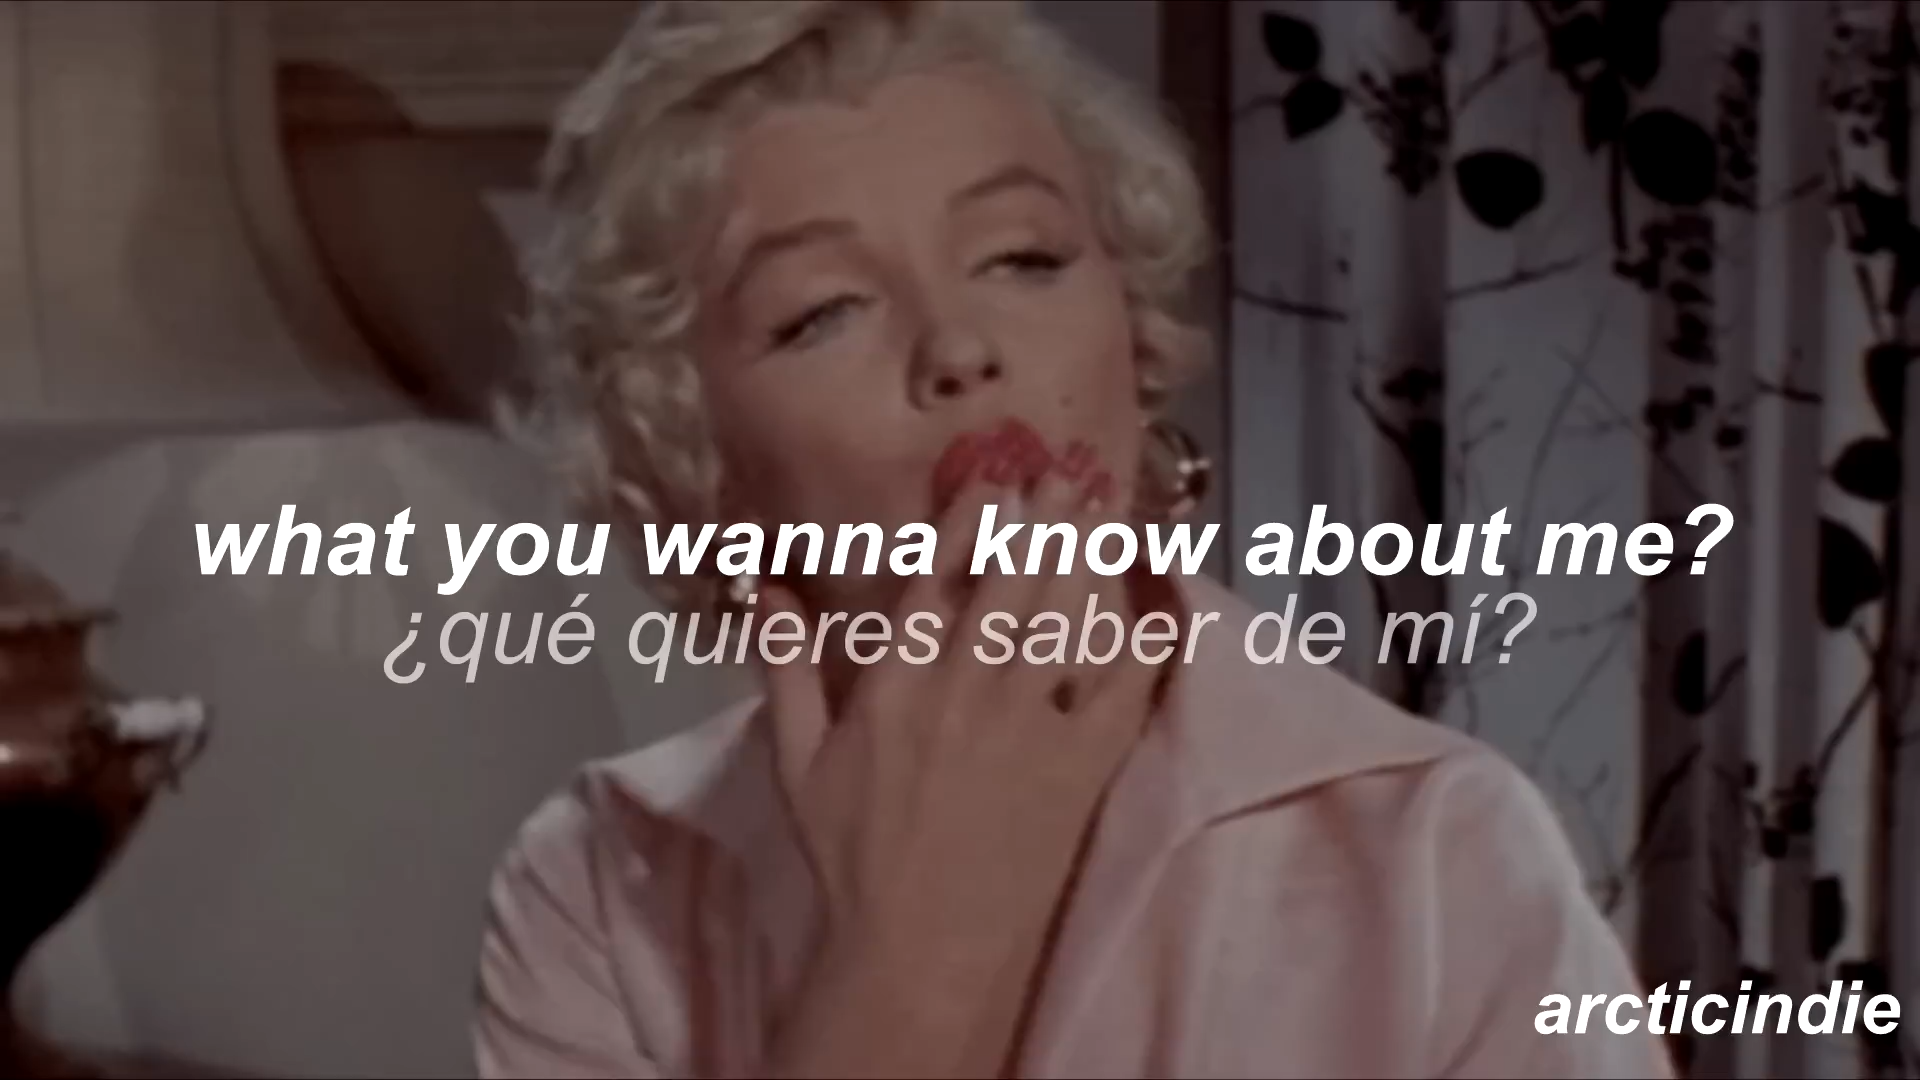 what you wanna know about me?
¿qué quieres saber de mí?
arcticindie